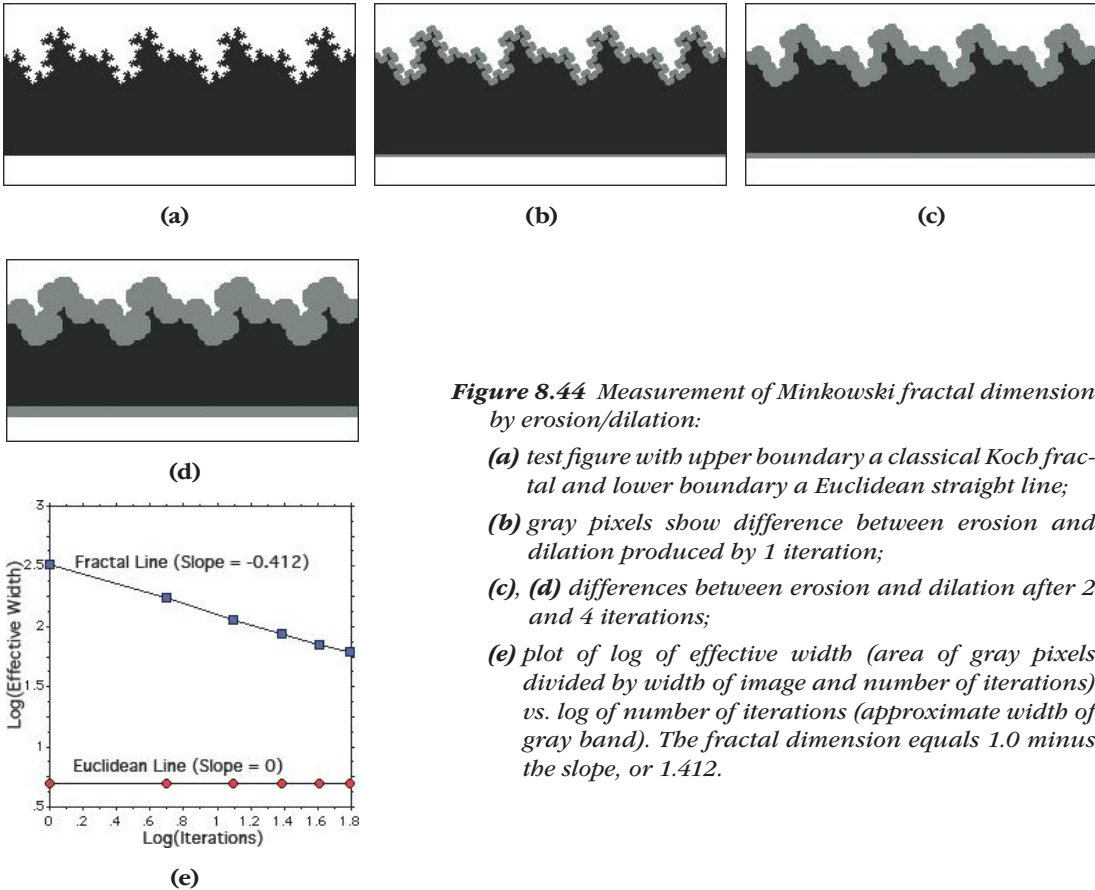 (a)
(b)
(c)
(d)
3
2.5
2
1.5
1
.5
Log(Effective Width)
Fractal Line (Slope = -0.412)
Euclidean Line (Slope = 0)
0 .2 .4 .6 .8 1 1.2 1.4 1.6 1.8
Log(Iterations)
(e)
Figure 8.44 Measurement of Minkowski fractal dimension
by erosion/dilation:
(a) test figure with upper boundary a classical Koch frac-
tal and lower boundary a Euclidean straight line;
(b) gray pixels show difference between erosion and
dilation produced by 1 iteration;
(c), (d) differences between erosion and dilation after 2
and 4 iterations;
(e) plot of log of effective width (area of gray pixels
divided by width of image and number of iterations)
vs. log of number of iterations (approximate width of
gray band). The fractal dimension equals 1.0 minus
the slope, or 1.412.